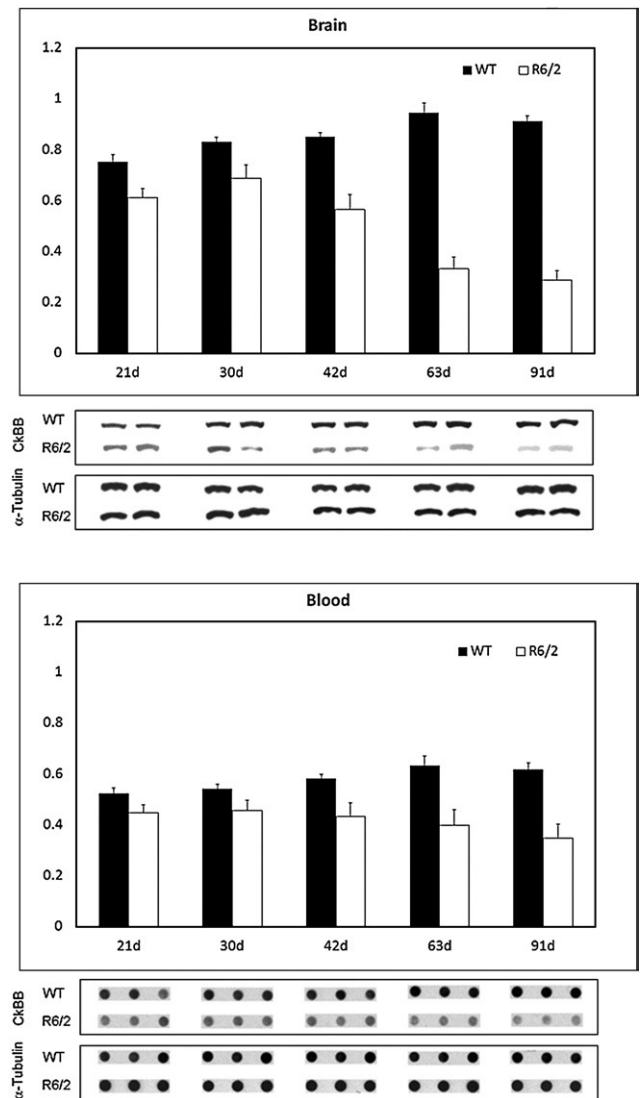 Brain
1.2
WT R6/2
1
0.8
0.6
0.4
0.2
0
21d 30d 42d 63d 91d
CkBB
WT
R6/2
α-Tubulin
WT
R6/2
Blood
1.2
WT R6/2
1
0.8
0.6
0.4
0.2
0
21d 30d 42d 63d 91d
CkBB
WT
R6/2
α-Tubulin
WT
R6/2